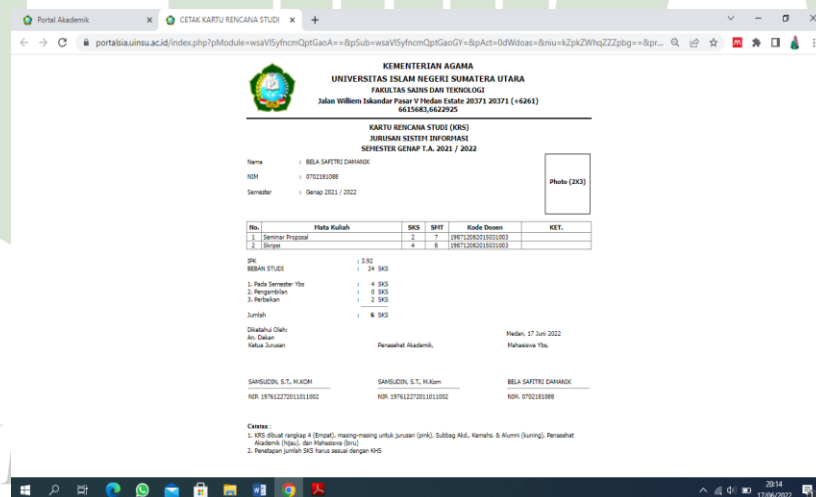 Portal Akademik
CETAK KARTU RENCANA STUDI
portalsia.uinsu.ac.id/index.php?pModule=wsaVl5yfncmQptGaoA==&pSub=wsaVl5yfncmQptGaoGY=&pAct=0dWdoas=&niu=kZpkZWhqZZZpbg==&pr...
KEMENTERIAN AGAMA
UNIVERSITAS ISLAM NEGERI SUMATERA UTARA
FAKULTAS SAINS DAN TEKNOLOGI
Jalan Williem Iskandar Pasar V Medan Estate 20371 20371 (+6261)
6615683,6622925
KARTU RENCANA STUDI (KRS)
JURUSAN SISTEM INFORMASI
SEMESTER GENAP T.A. 2021 / 2022
Nama : BELA SAFITRI DAMANIK
NIM : 0702181088
Semester : Genap 2021 / 2022
Photo (2X3)
No. Mata Kuliah SKS SMT Kode Dosen KET.
1 Seminar Proposal 2 7 198712082015031003
2 Skripsi 4 8 198712082015031003
IPK : 3.92
BEBAN STUDI : 24 SKS
1. Pada Semester Ybs : 4 SKS
2. Pengambilan : 0 SKS
3. Perbaikan : 2 SKS
Jumlah : 6 SKS
Diketahui Oleh:
An. Dekan
Ketua Jurusan
Penasehat Akademik,
Medan, 17 Juni 2022
Mahasiswa Ybs,
SAMSUDIN, S.T., M.KOM
SAMSUDIN, S.T., M.Kom
BELA SAFITRI DAMANIK
NIP. 197612272011011002
NIP. 197612272011011002
NIM. 0702181088
Catatan :
1. KRS dibuat rangkap 4 (Empat), masing-masing untuk jurusan (pink), Subbag Akd., Kemahs. & Alumni (kuning), Penasehat
Akademik (hijau), dan Mahasiswa (biru)
2. Penetapan jumlah SKS harus sesuai dengan KHS
20:14
17/06/2022